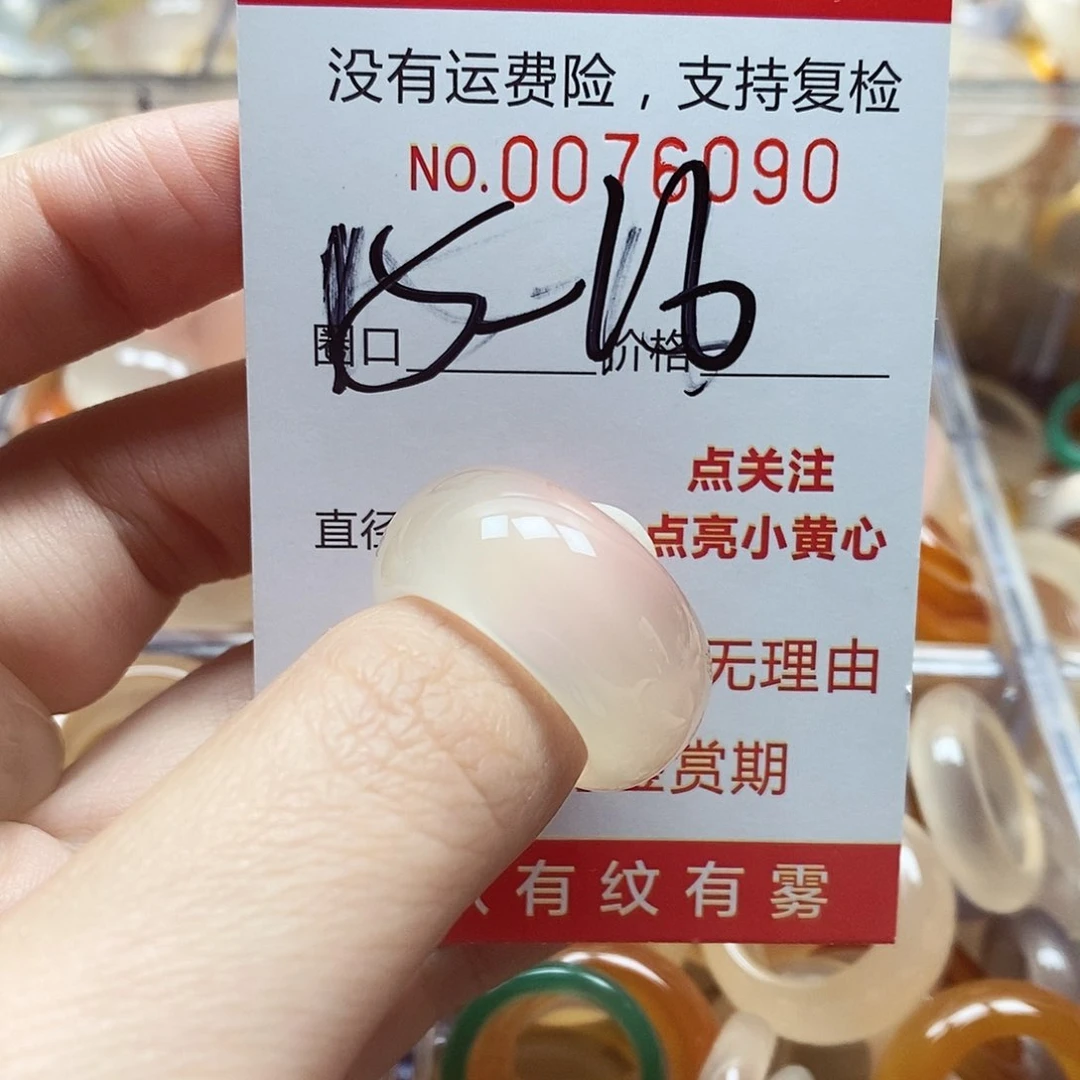 没有运费险，支持复检
NO.0076090
15-16
圈口 价格
点关注
直径 点亮小黄心
无理由
鉴赏期
有纹有雾